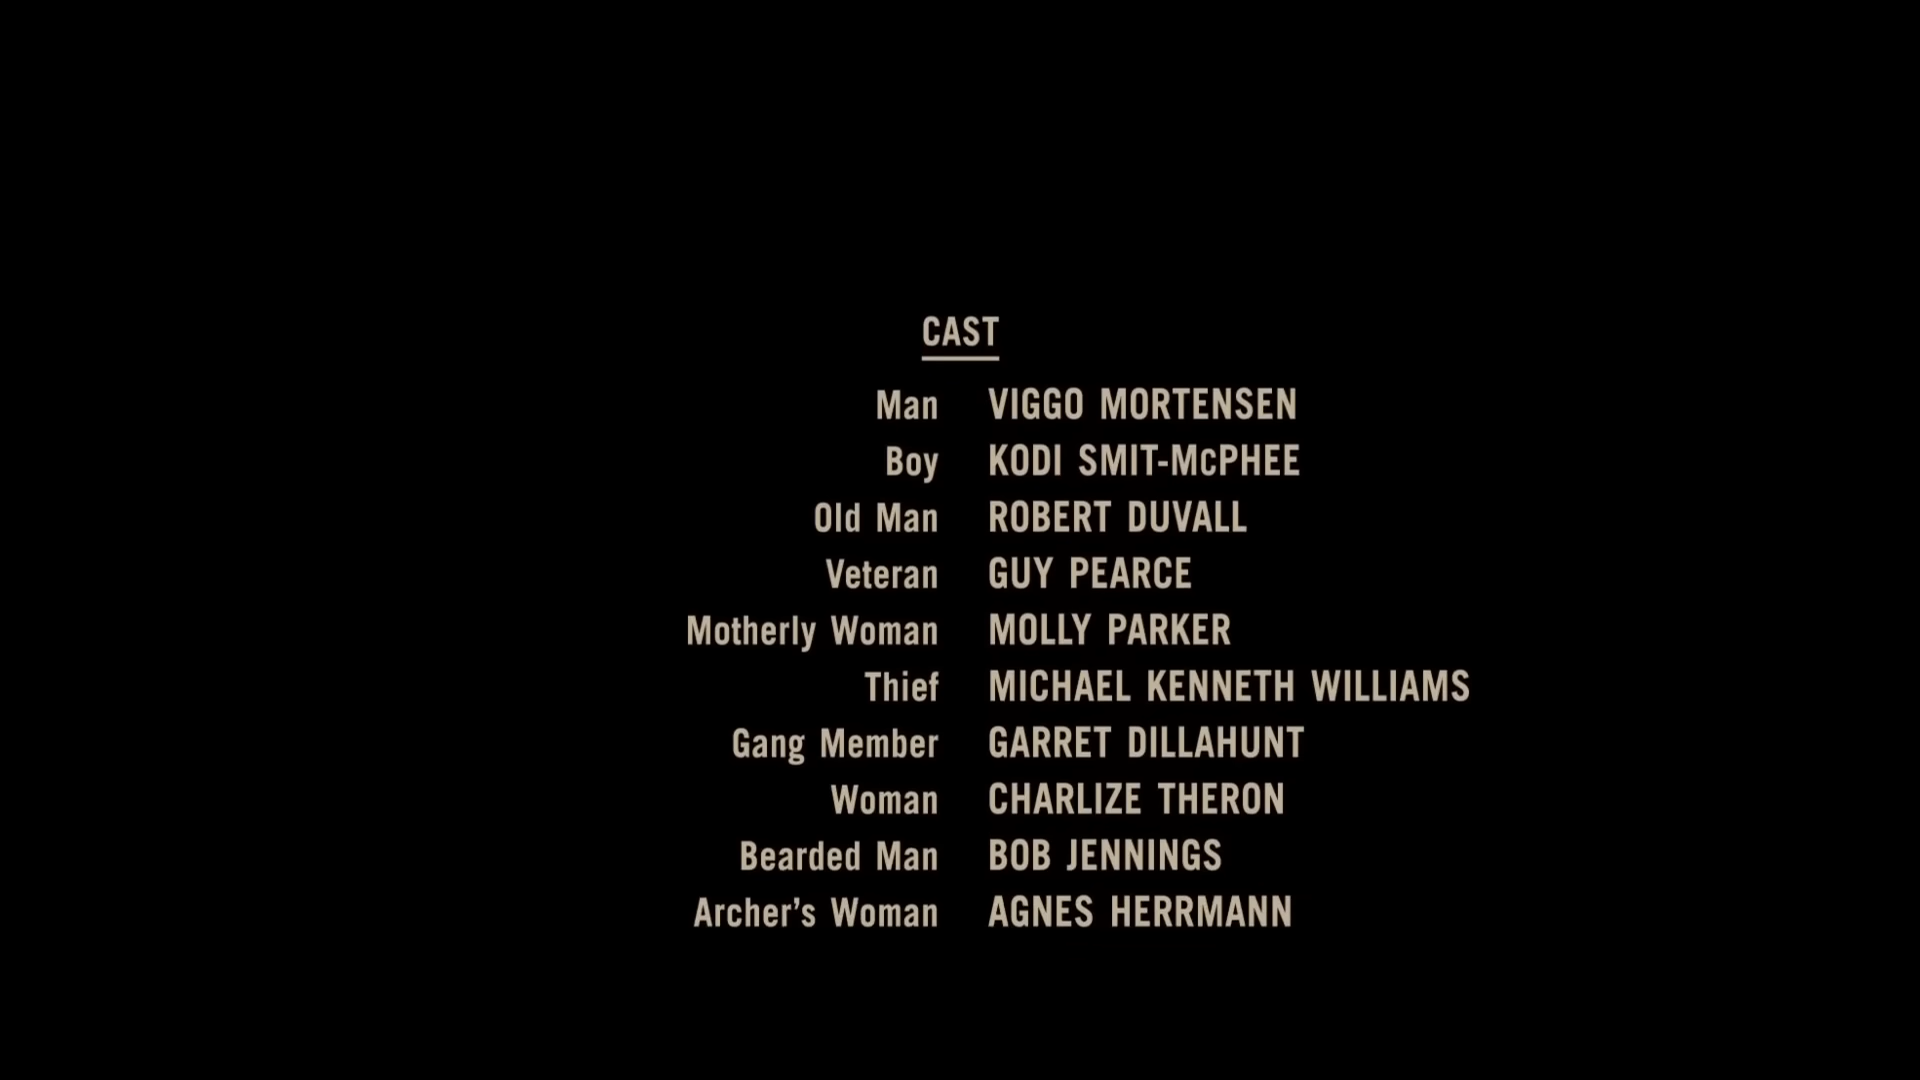 CAST
Man VIGGO MORTENSEN
Boy KODI SMIT-McPHEE
Old Man ROBERT DUVALL
Veteran GUY PEARCE
Motherly Woman MOLLY PARKER
Thief MICHAEL KENNETH WILLIAMS
Gang Member GARRET DILLAHUNT
Woman CHARLIZE THERON
Bearded Man BOB JENNINGS
Archer’s Woman AGNES HERRMANN